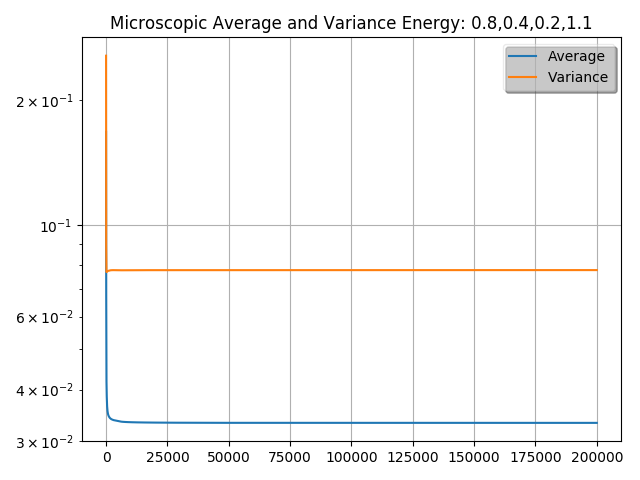 Microscopic Average and Variance Energy: 0.8,0.4,0.2,1.1
Average
Variance
2 × 10⁻¹
10⁻¹
6 × 10⁻²
4 × 10⁻²
3 × 10⁻²
0 25000 50000 75000 100000 125000 150000 175000 200000